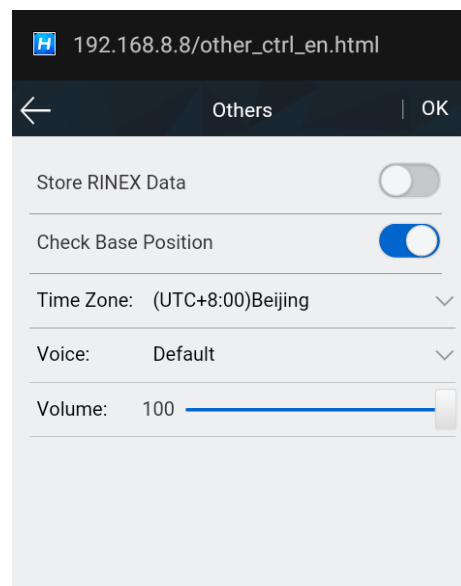 H 192.168.8.8/other_ctrl_en.html
Others | OK
Store RINEX Data
Check Base Position
Time Zone: (UTC+8:00)Beijing
Voice: Default
Volume: 100